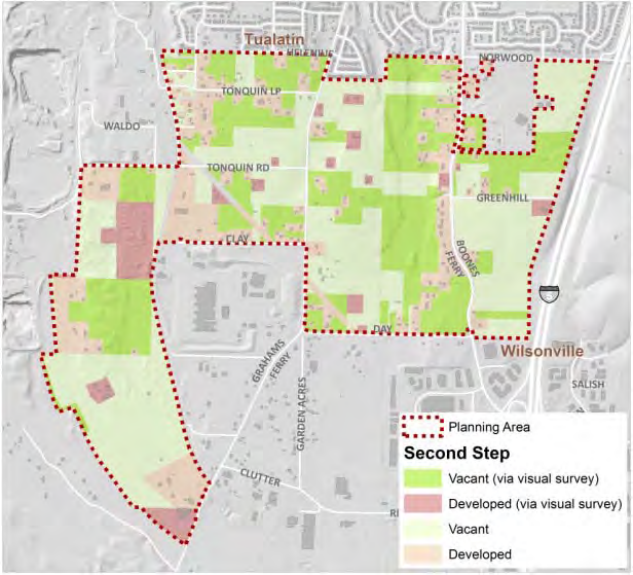 Tualatin
HELENIUS
NORWOOD
TONQUIN LP
WALDO
TONQUIN RD
GREENHILL
CLAY
BOONES
FERRY
DAY
Wilsonville
GRAHAMS
FERRY
GARDEN ACRES
SALISH
CLUTTER
Planning Area
Second Step
Vacant (via visual survey)
Developed (via visual survey)
Vacant
Developed